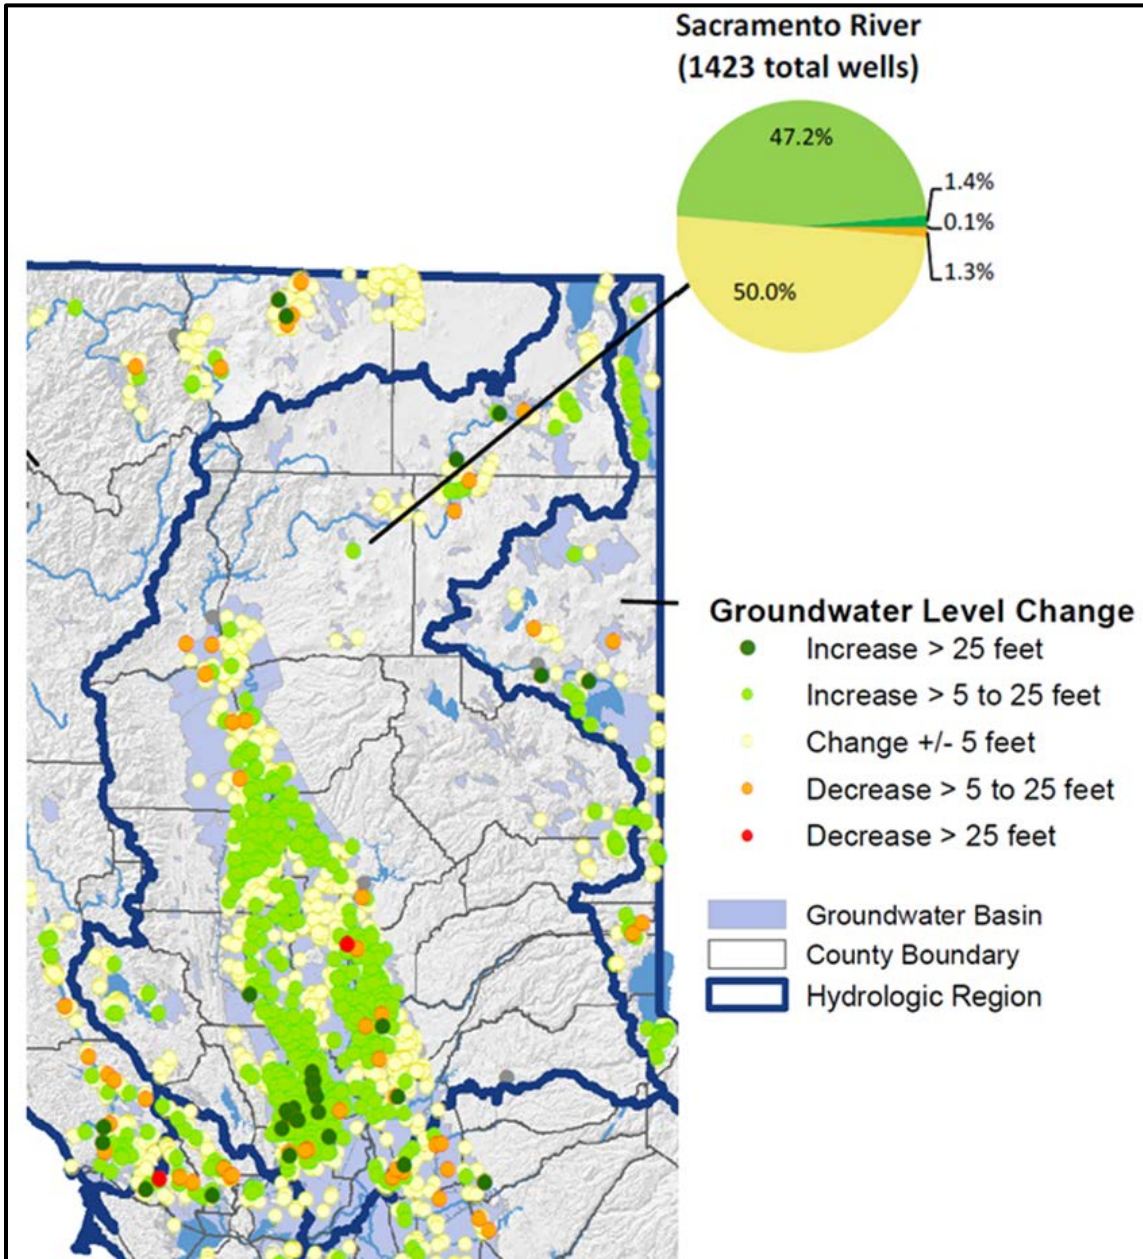 Sacramento River
(1423 total wells)
47.2%
1.4%
0.1%
1.3%
50.0%
Groundwater Level Change
Increase > 25 feet
Increase > 5 to 25 feet
Change +/- 5 feet
Decrease > 5 to 25 feet
Decrease > 25 feet
Groundwater Basin
County Boundary
Hydrologic Region